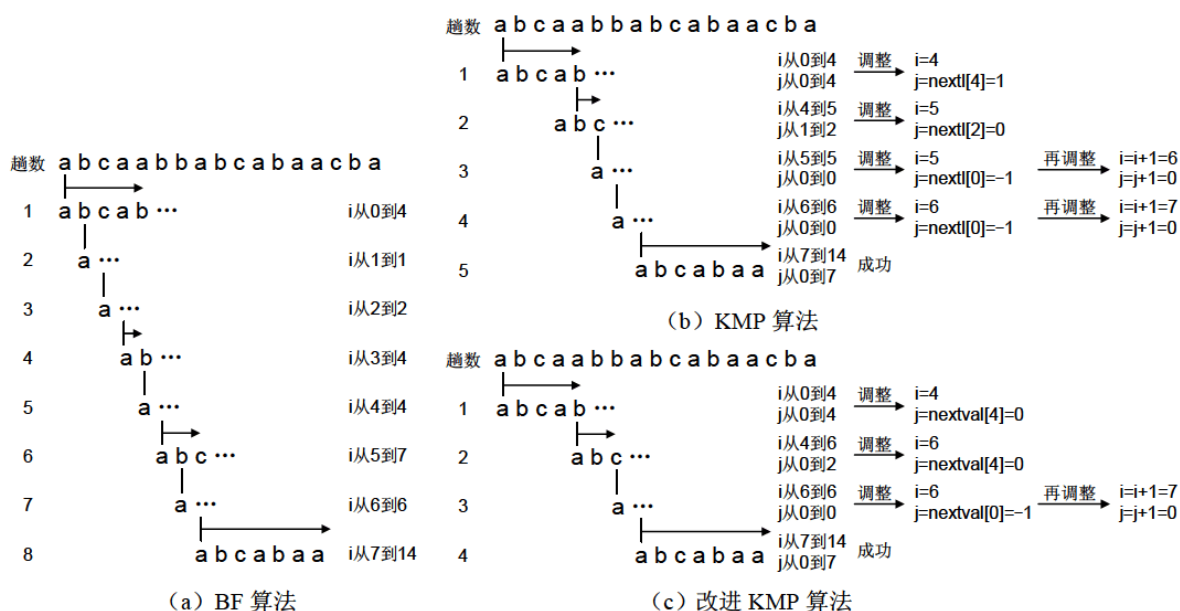 趟数 a b c a a b b a b c a b a a c b a
1 a b c a b … i从0到4
2 a … i从1到1
3 a … i从2到2
4 a b … i从3到4
5 a … i从4到4
6 a b c … i从5到7
7 a … i从6到6
8 a b c a b a a i从7到14
（a）BF 算法
趟数 a b c a a b b a b c a b a a c b a
1 a b c a b … i从0到4 调整 i=4
j从0到4 j=nextl[4]=1
2 a b c … i从4到5 调整 i=5
j从1到2 j=nextl[2]=0
3 a … i从5到5 调整 i=5 再调整 i=i+1=6
j从0到0 j=nextl[0]=−1 j=j+1=0
4 a … i从6到6 调整 i=6 再调整 i=i+1=7
j从0到0 j=nextl[0]=−1 j=j+1=0
5 a b c a b a a i从7到14 成功
j从0到7
（b）KMP 算法
趟数 a b c a a b b a b c a b a a c b a
1 a b c a b … i从0到4 调整 i=4
j从0到4 j=nextval[4]=0
2 a b c … i从4到6 调整 i=6
j从0到2 j=nextval[4]=0
3 a … i从6到6 调整 i=6 再调整 i=i+1=7
j从0到0 j=nextval[0]=−1 j=j+1=0
4 a b c a b a a i从7到14 成功
j从0到7
（c）改进 KMP 算法